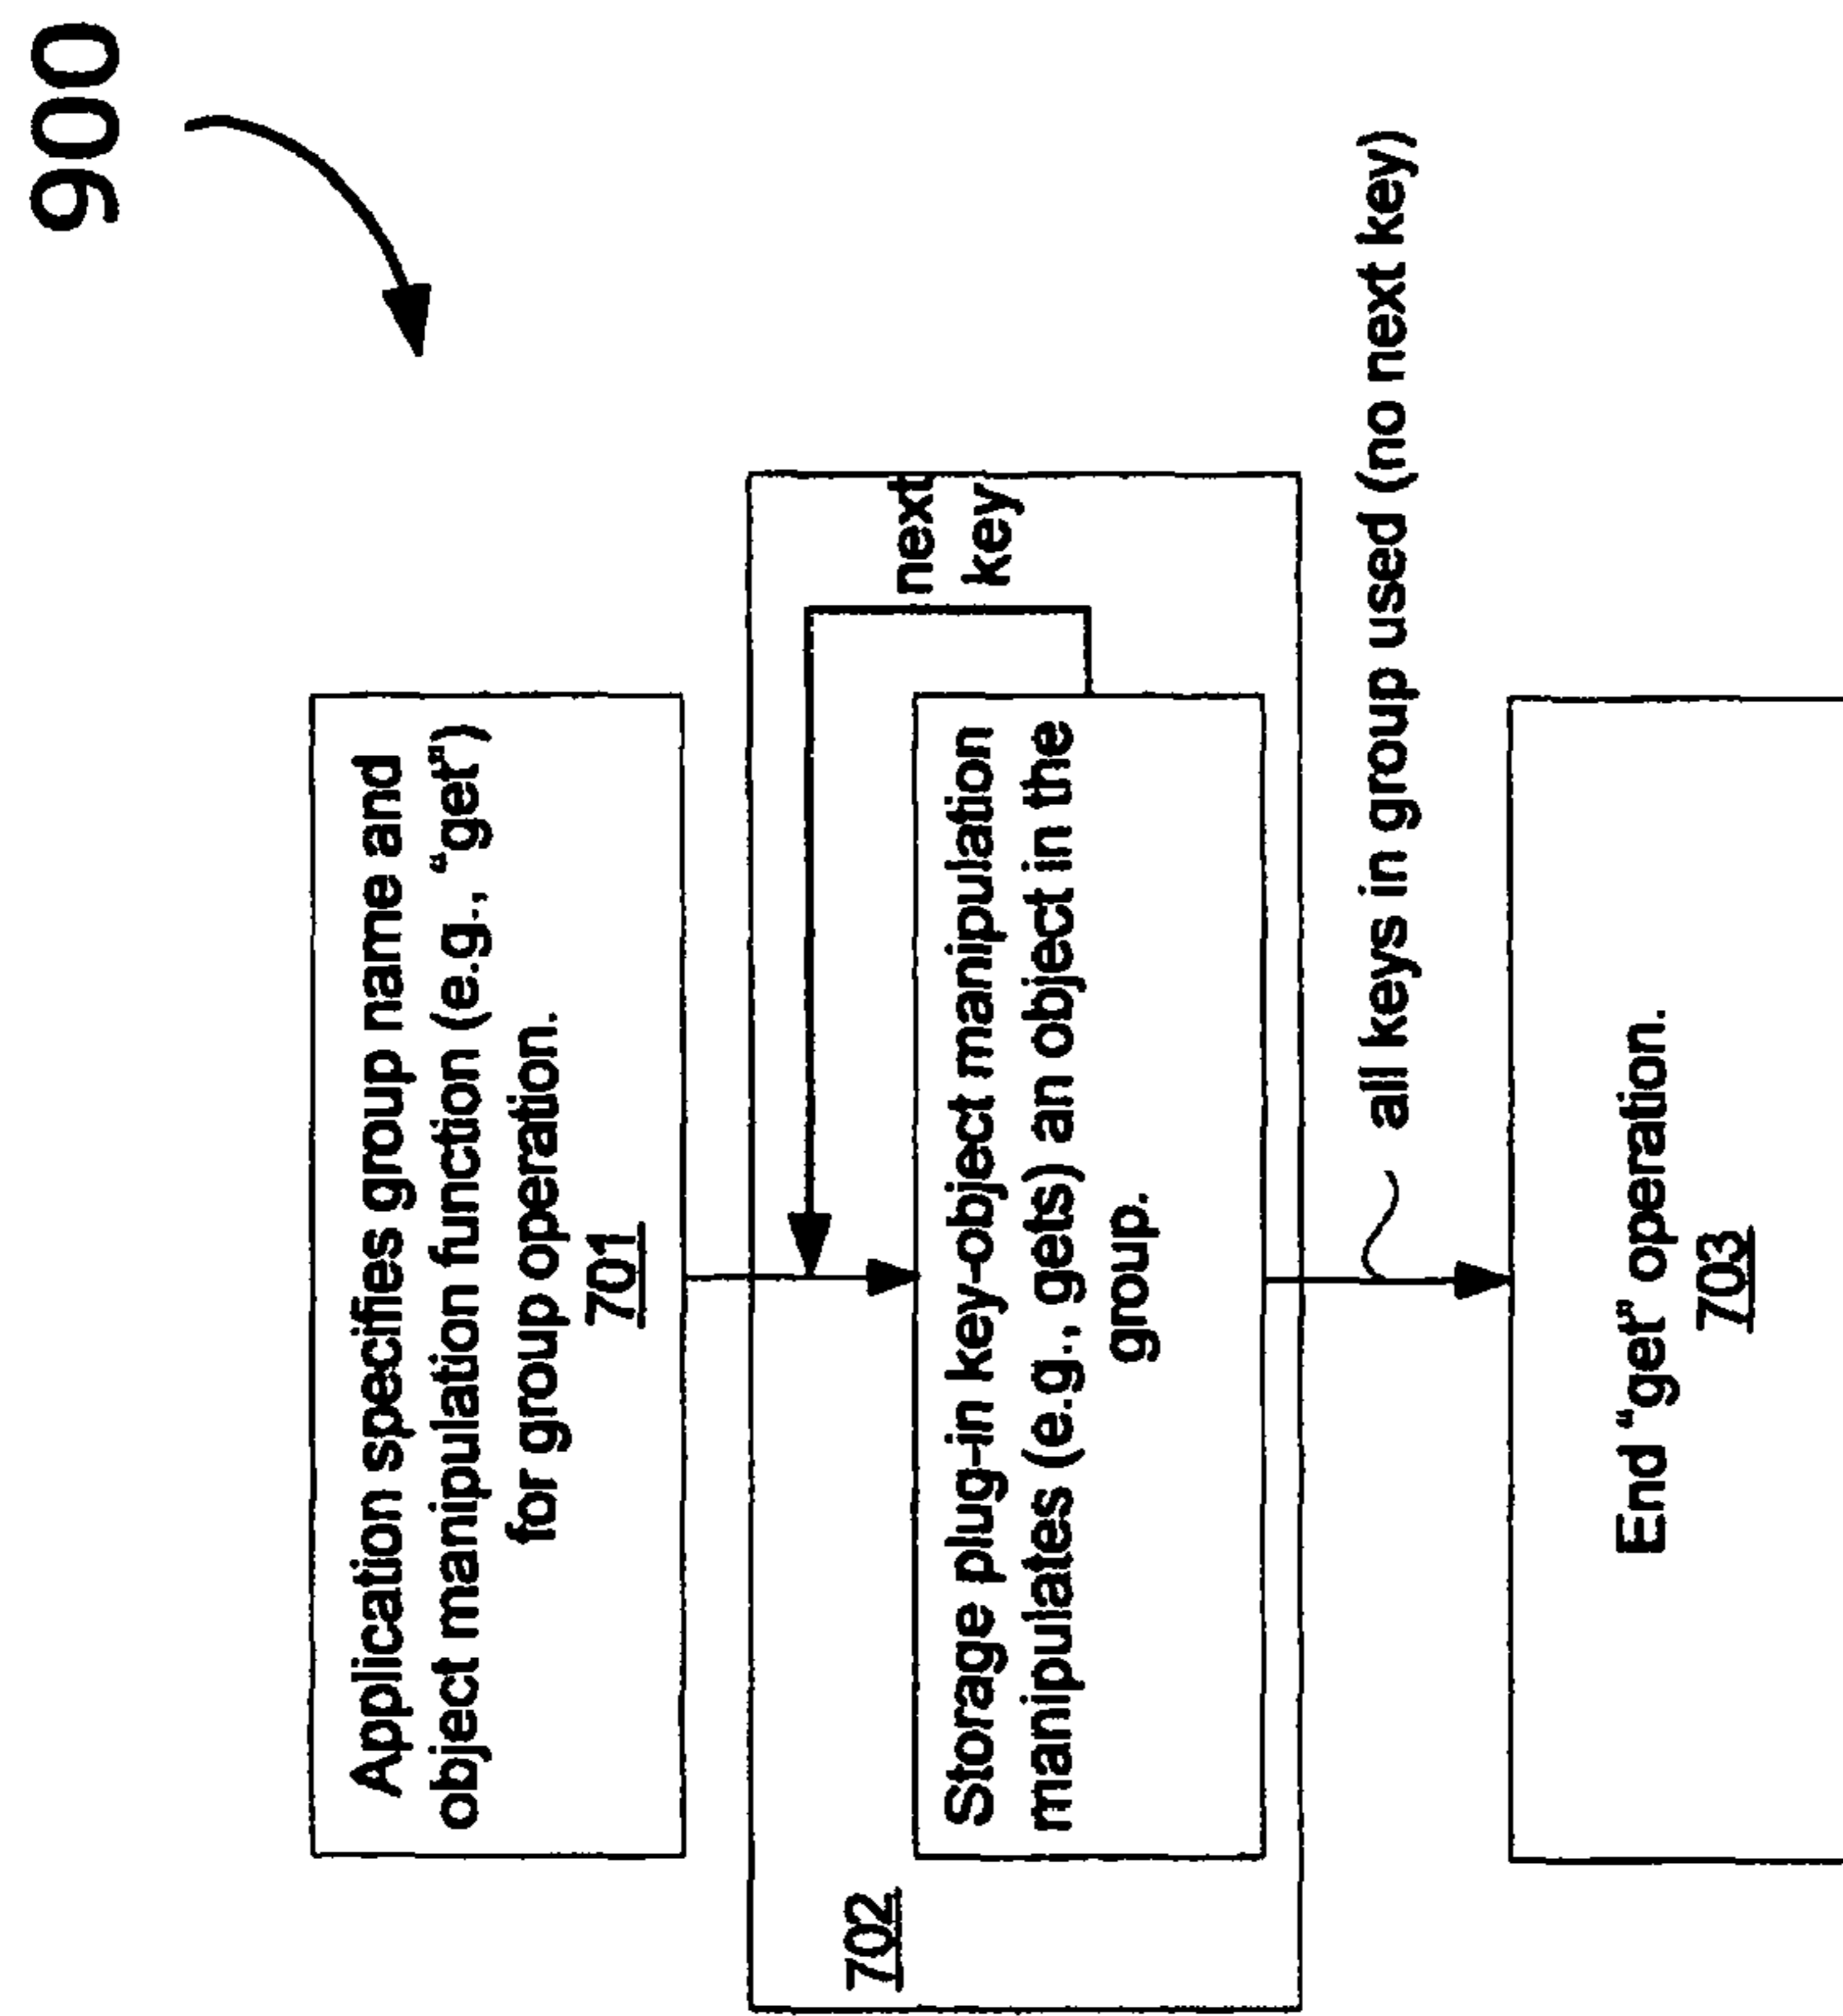 900
Application specifies group name and
object manipulation function (e.g., “get”)
for group operation.
701
next
key
Storage plug-in key-object manipulation
manipulates (e.g., gets) an object in the
group.
702
all keys in group used (no next key)
End “get” operation.
703